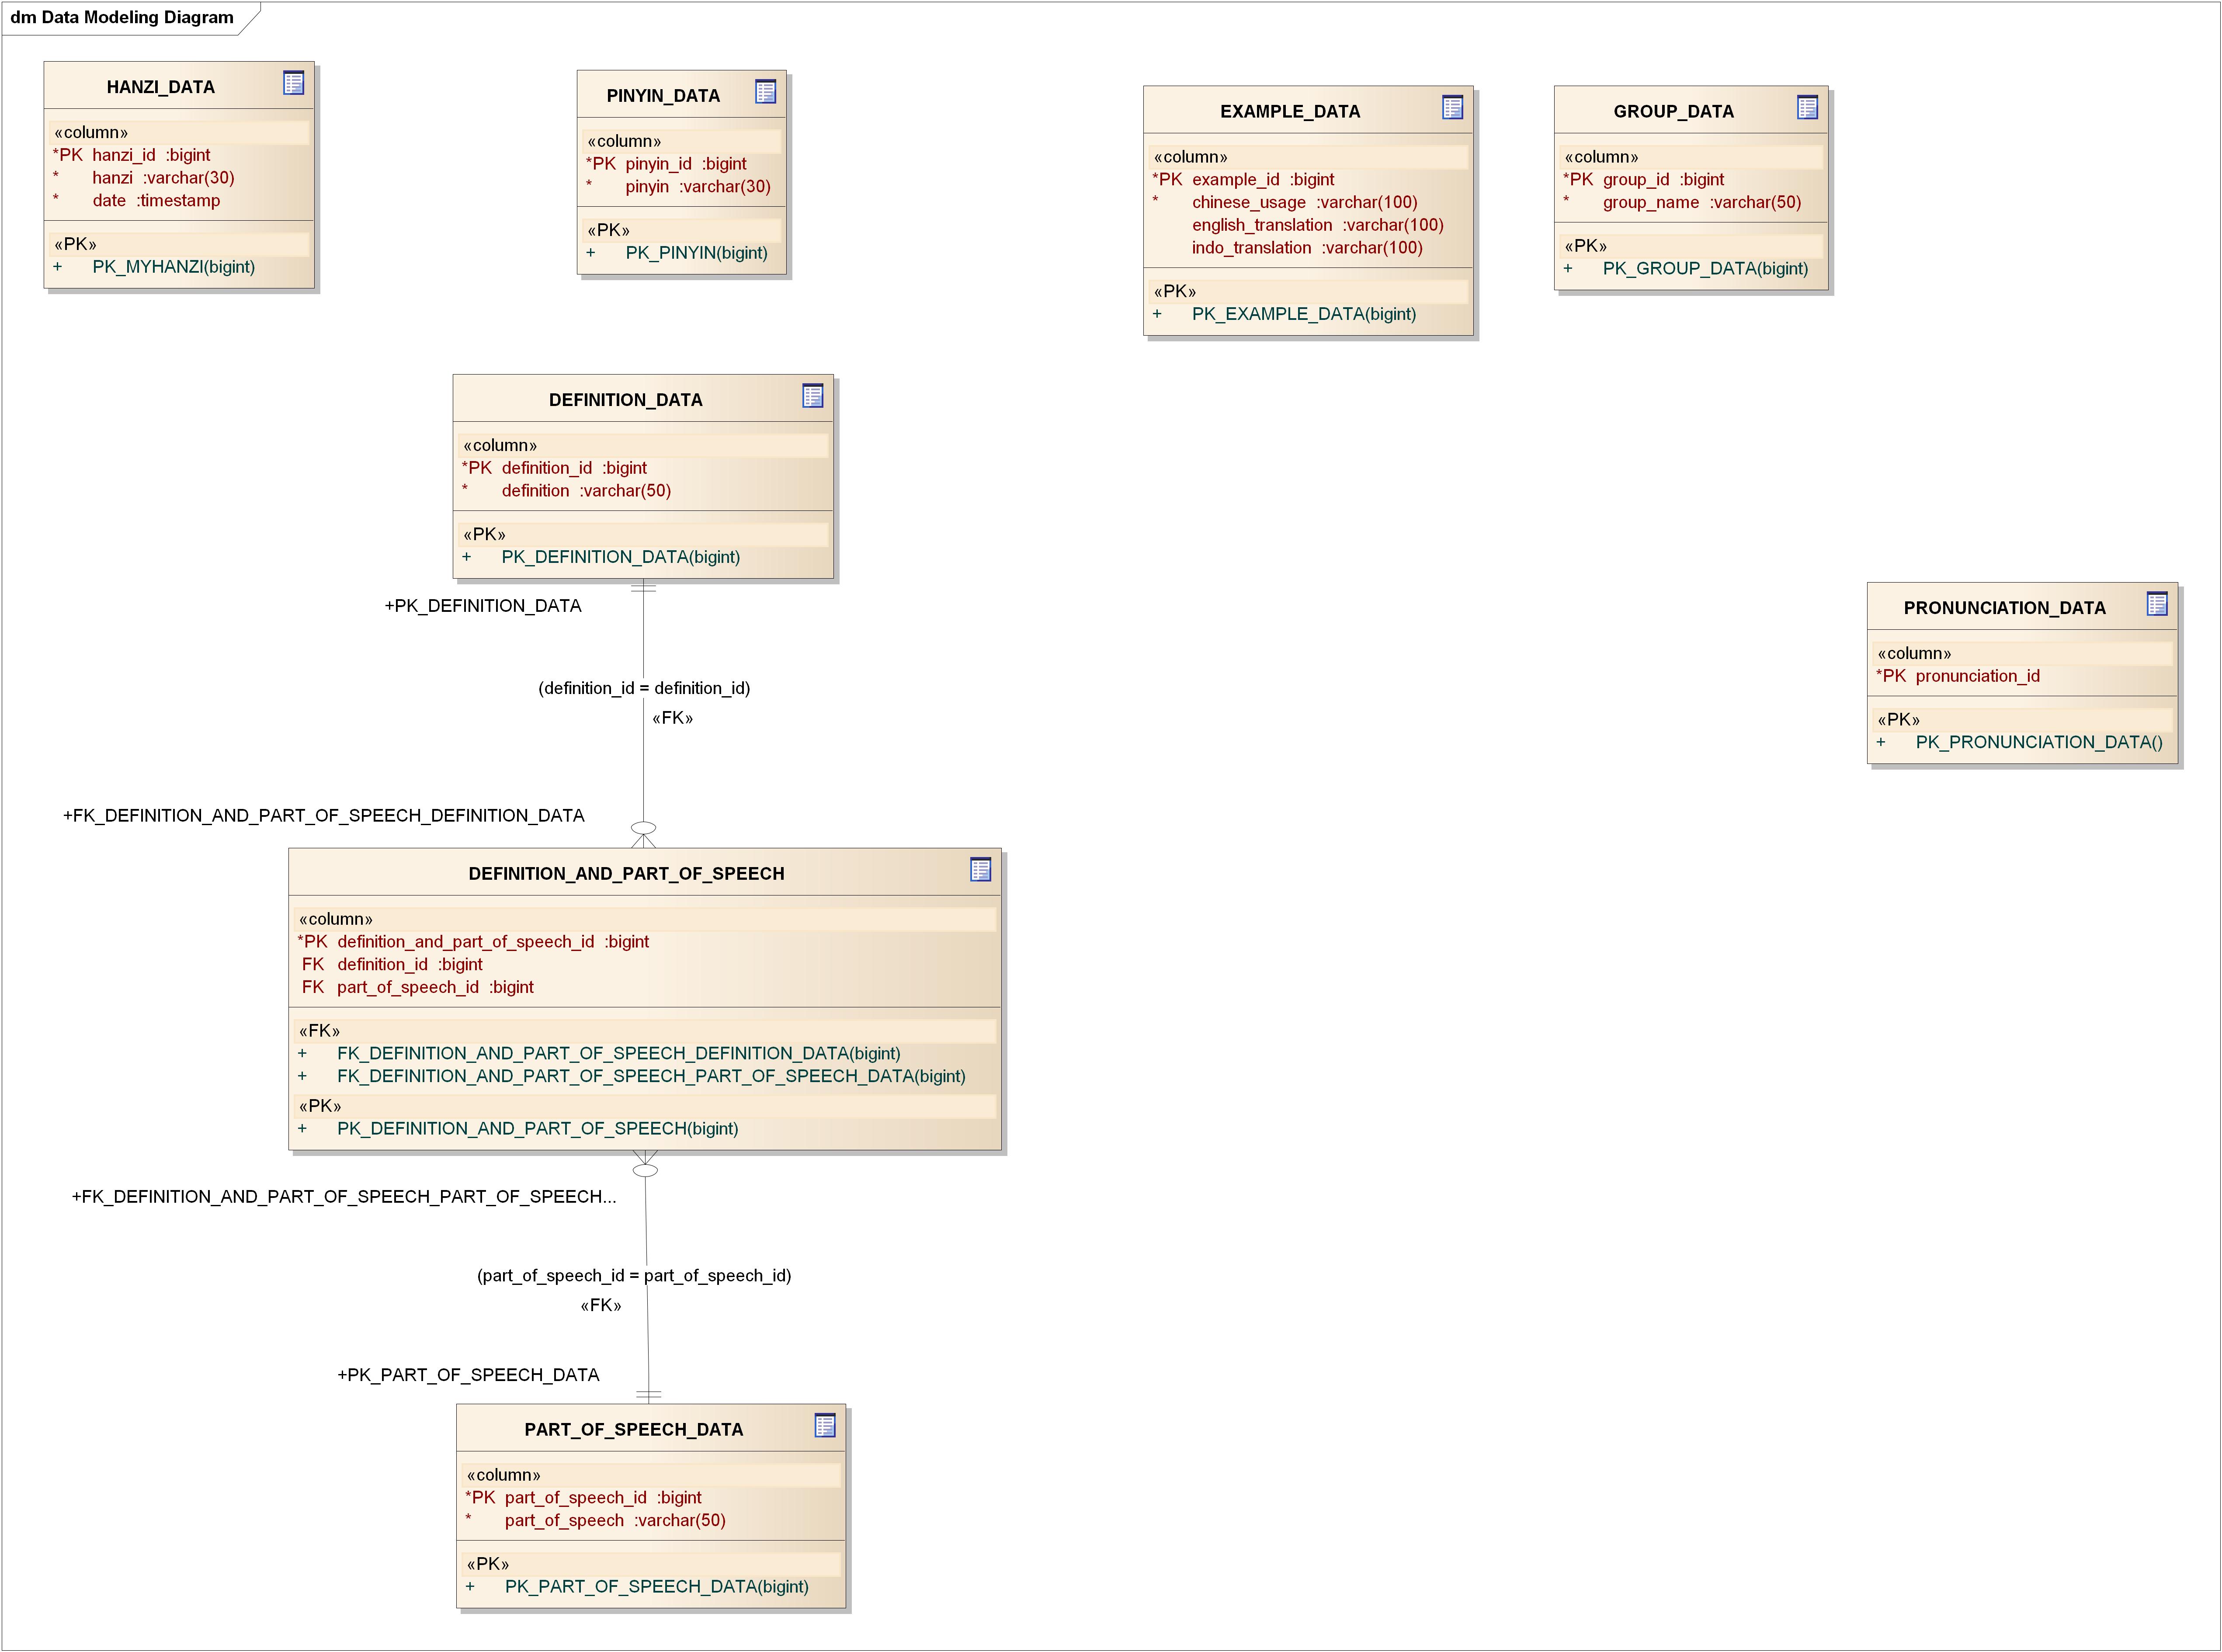 dm Data Modeling Diagram
HANZI_DATA
«column»
*PK hanzi_id :bigint
* hanzi :varchar(30)
* date :timestamp
«PK»
+ PK_MYHANZI(bigint)
PINYIN_DATA
«column»
*PK pinyin_id :bigint
* pinyin :varchar(30)
«PK»
+ PK_PINYIN(bigint)
EXAMPLE_DATA
«column»
*PK example_id :bigint
* chinese_usage :varchar(100)
english_translation :varchar(100)
indo_translation :varchar(100)
«PK»
+ PK_EXAMPLE_DATA(bigint)
GROUP_DATA
«column»
*PK group_id :bigint
* group_name :varchar(50)
«PK»
+ PK_GROUP_DATA(bigint)
DEFINITION_DATA
«column»
*PK definition_id :bigint
* definition :varchar(50)
«PK»
+ PK_DEFINITION_DATA(bigint)
+PK_DEFINITION_DATA
(definition_id = definition_id)
«FK»
+FK_DEFINITION_AND_PART_OF_SPEECH_DEFINITION_DATA
PRONUNCIATION_DATA
«column»
*PK pronunciation_id
«PK»
+ PK_PRONUNCIATION_DATA()
DEFINITION_AND_PART_OF_SPEECH
«column»
*PK definition_and_part_of_speech_id :bigint
FK definition_id :bigint
FK part_of_speech_id :bigint
«FK»
+ FK_DEFINITION_AND_PART_OF_SPEECH_DEFINITION_DATA(bigint)
+ FK_DEFINITION_AND_PART_OF_SPEECH_PART_OF_SPEECH_DATA(bigint)
«PK»
+ PK_DEFINITION_AND_PART_OF_SPEECH(bigint)
+FK_DEFINITION_AND_PART_OF_SPEECH_PART_OF_SPEECH...
(part_of_speech_id = part_of_speech_id)
«FK»
+PK_PART_OF_SPEECH_DATA
PART_OF_SPEECH_DATA
«column»
*PK part_of_speech_id :bigint
* part_of_speech :varchar(50)
«PK»
+ PK_PART_OF_SPEECH_DATA(bigint)